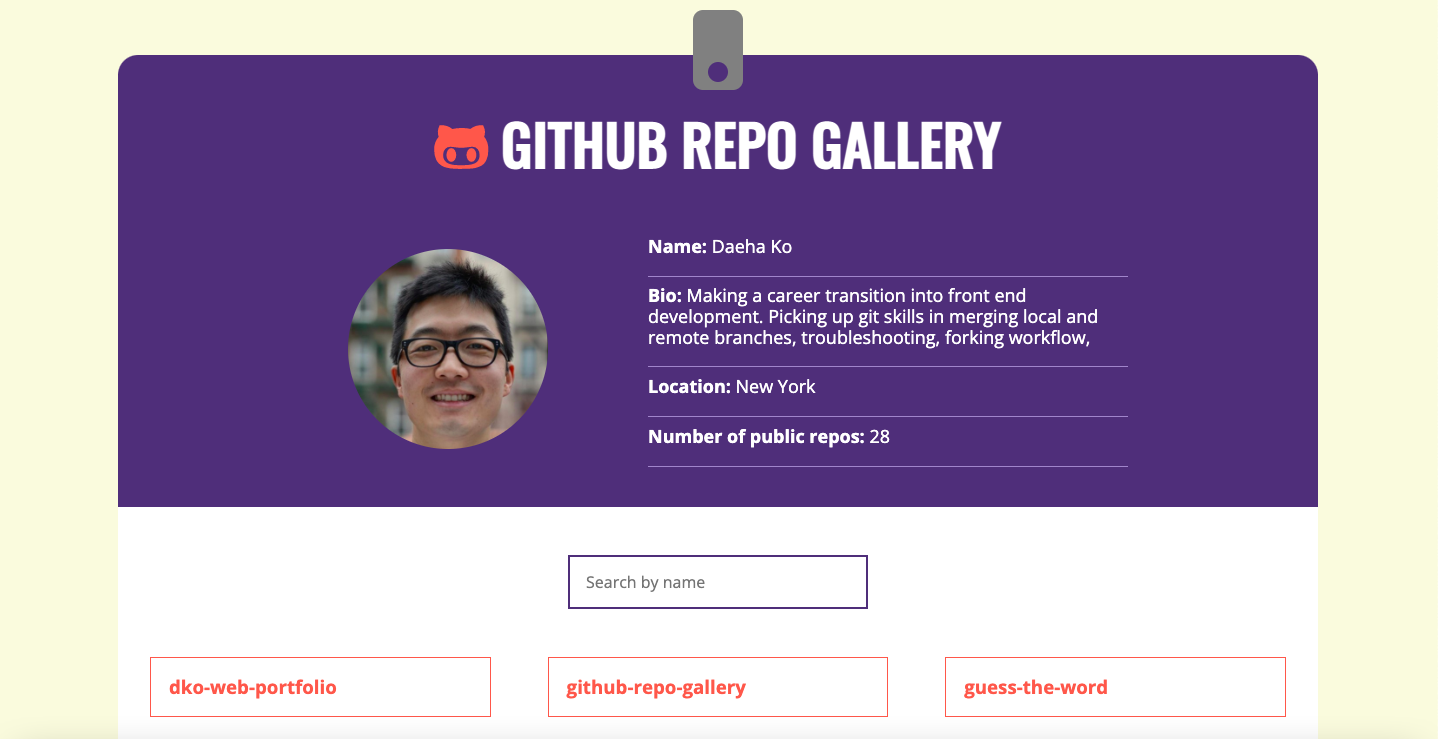 GITHUB REPO GALLERY
Name: Daeha Ko
Bio: Making a career transition into front end
development. Picking up git skills in merging local and
remote branches, troubleshooting, forking workflow,
Location: New York
Number of public repos: 28
Search by name
dko-web-portfolio
github-repo-gallery
guess-the-word